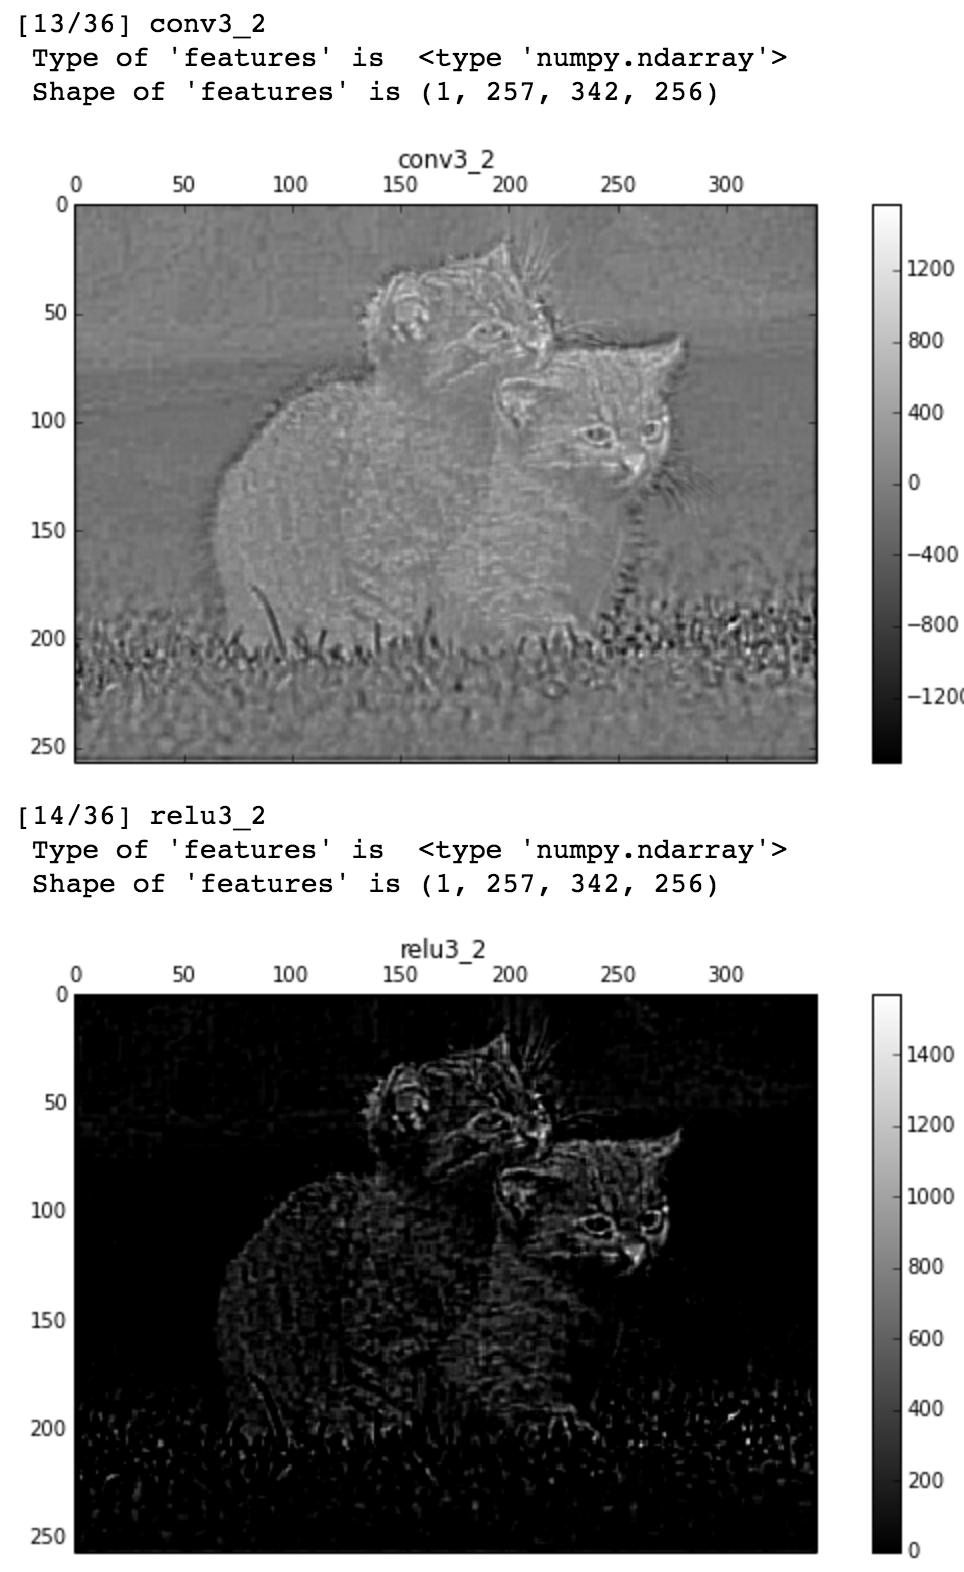 [13/36] conv3_2
Type of 'features' is  <type 'numpy.ndarray'>
Shape of 'features' is (1, 257, 342, 256)
conv3_2
0 50 100 150 200 250 300
0
50
100
150
200
250
1200
800
400
0
−400
−800
−1200
[14/36] relu3_2
Type of 'features' is  <type 'numpy.ndarray'>
Shape of 'features' is (1, 257, 342, 256)
relu3_2
0 50 100 150 200 250 300
0
50
100
150
200
250
1400
1200
1000
800
600
400
200
0